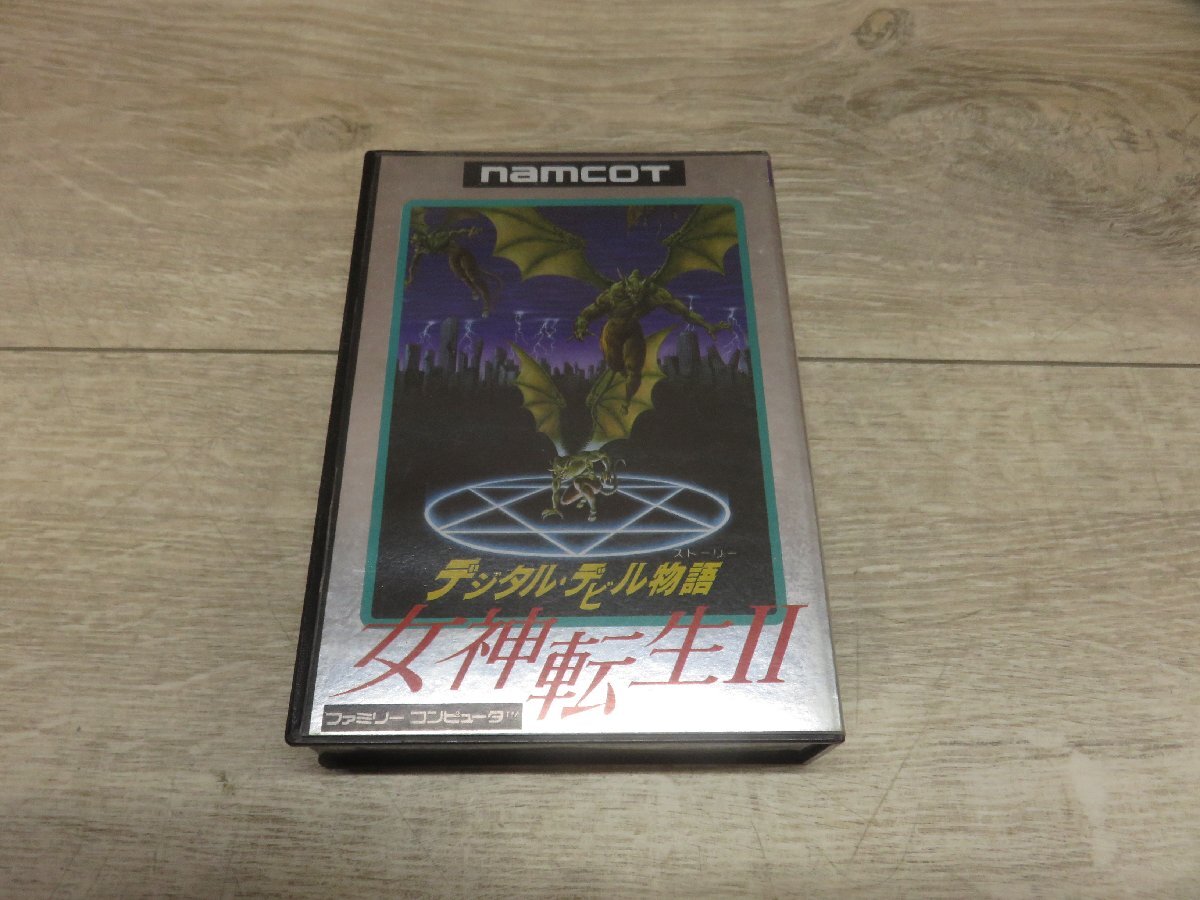 namcot
ストーリー
デジタル・デビル物語
女神転生II
ファミリー コンピュータ™